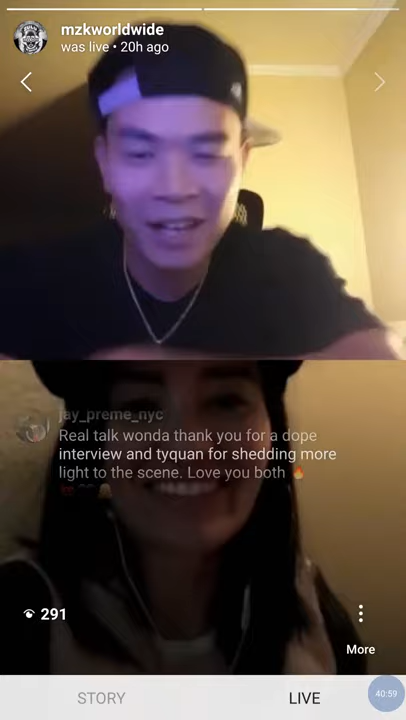 mzkworldwide
was live • 20h ago
jay_preme_nyc
Real talk wonda thank you for a dope
interview and tyquan for shedding more
light to the scene. Love you both 🔥
291
More
STORY
LIVE
40:59